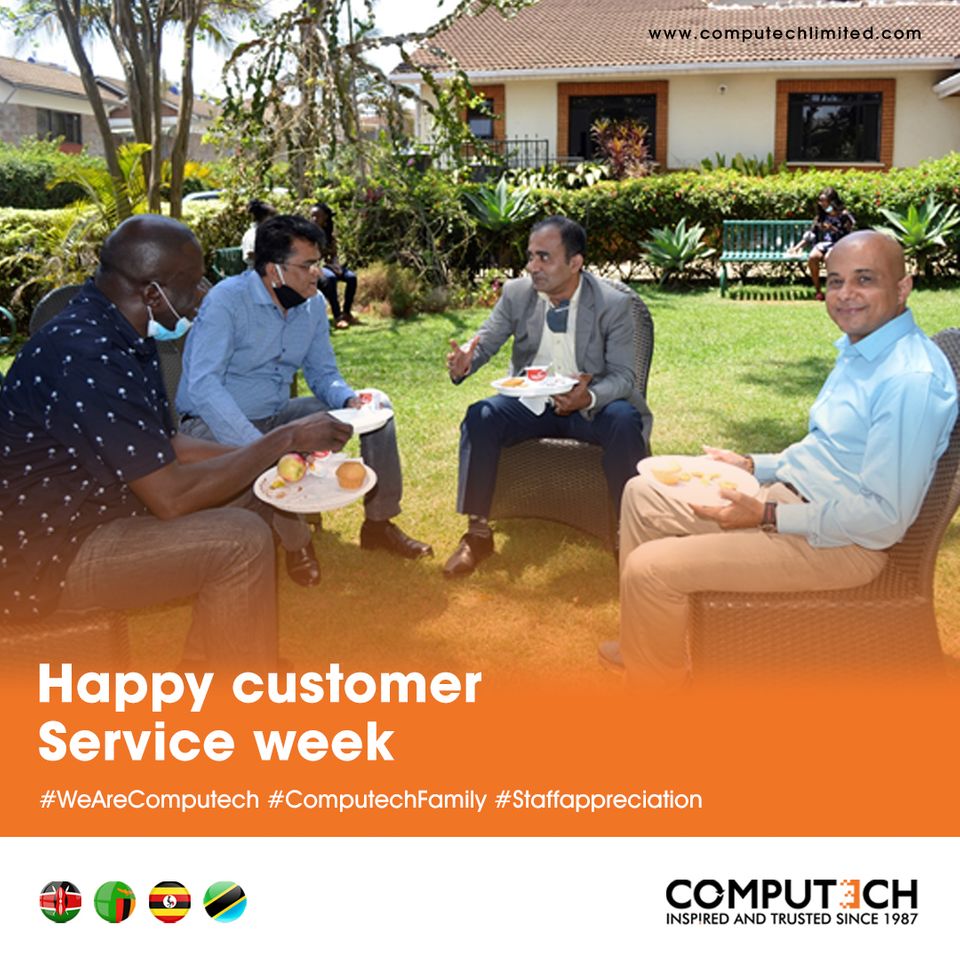 www.computechlimited.com
Happy customer
Service week
#WeAreComputech #ComputechFamily #Staffappreciation
COMPUTECH
INSPIRED AND TRUSTED SINCE 1987